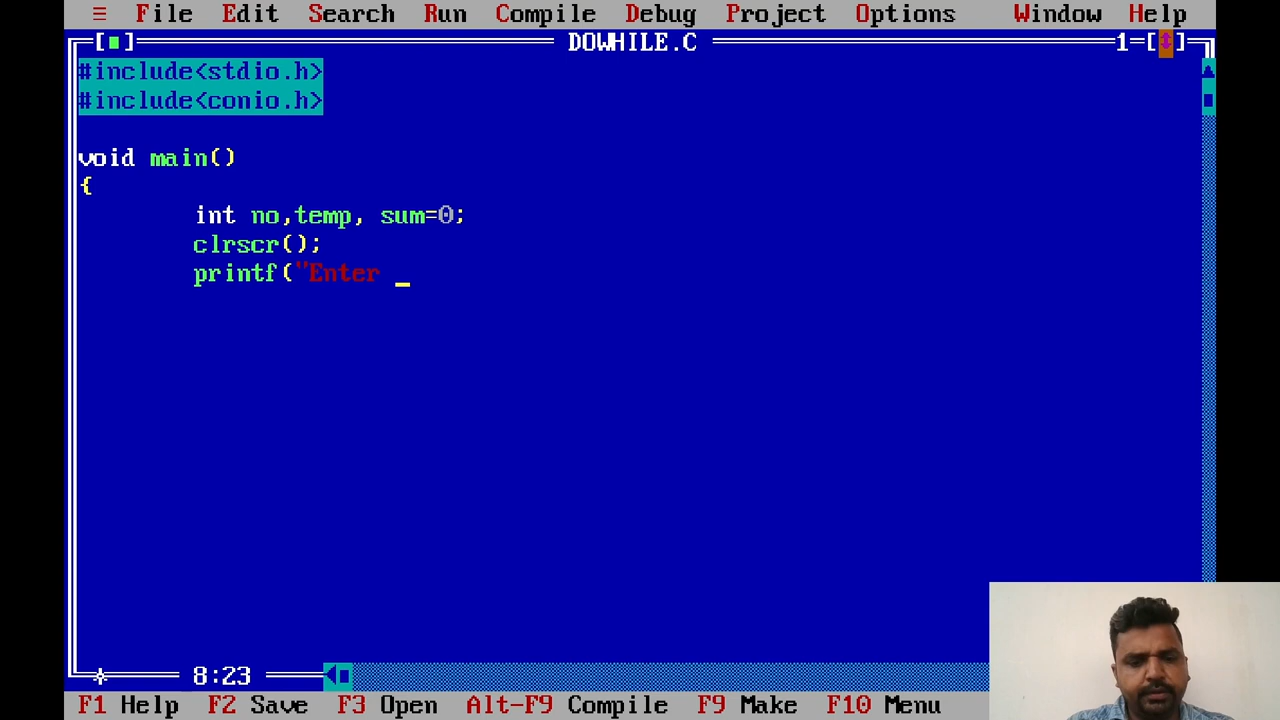 ≡ File Edit Search Run Compile Debug Project Options Window Help
[■] DOWHILE.C 1=[↕]
#include<stdio.h>
#include<conio.h>
void main()
{
int no,temp, sum=0;
clrscr();
printf("Enter _
8:23
F1 Help F2 Save F3 Open Alt-F9 Compile F9 Make F10 Menu